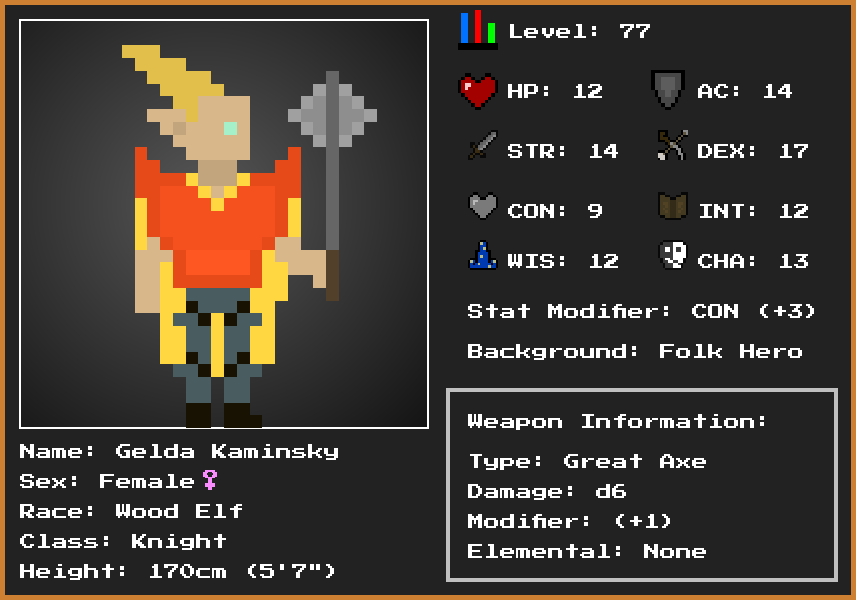 Level: 77
HP: 12 AC: 14
STR: 14 DEX: 17
CON: 9 INT: 12
WIS: 12 CHA: 13
Stat Modifier: CON (+3)
Background: Folk Hero
Weapon Information:
Type: Great Axe
Damage: d6
Modifier: (+1)
Elemental: None
Name: Gelda Kaminsky
Sex: Female♀
Race: Wood Elf
Class: Knight
Height: 170cm (5'7")